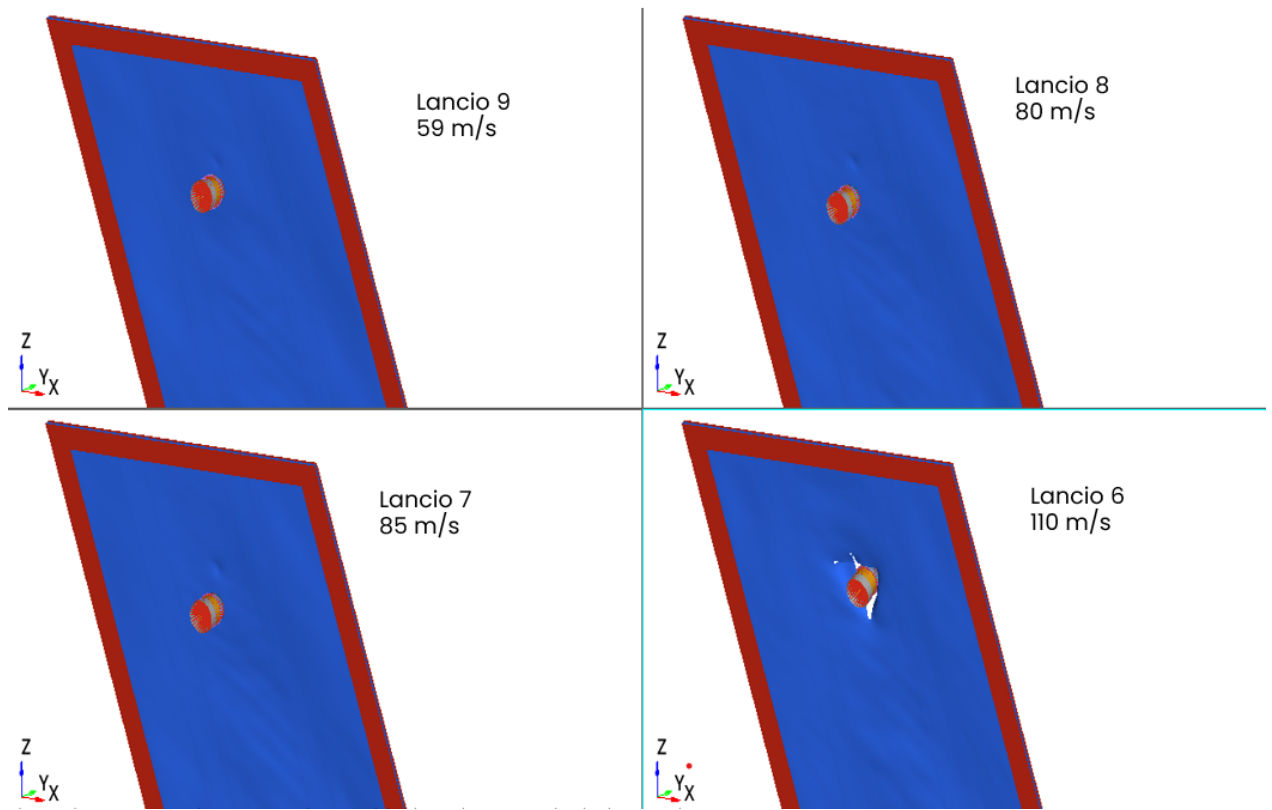 Lancio 9
59 m/s
Z
Y
X
Lancio 8
80 m/s
Z
Y
X
Lancio 7
85 m/s
Z
Y
X
Lancio 6
110 m/s
Z
Y
X